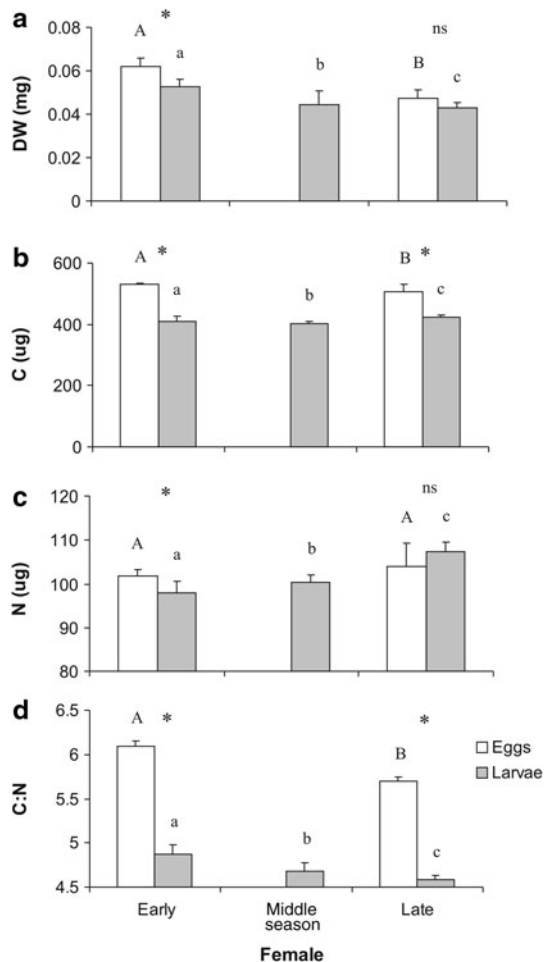 a
*
ns
A
a
b
B
c
0.08
0.06
0.04
0.02
0
DW (mg)
b
A
*
a
b
B
*
c
600
400
200
0
C (ug)
c
*
ns
A
a
b
A
c
120
110
100
90
80
N (ug)
d
A
*
a
b
B
*
c
6.5
6
5.5
5
4.5
C:N
Eggs
Larvae
Early
Middle
season
Late
Female